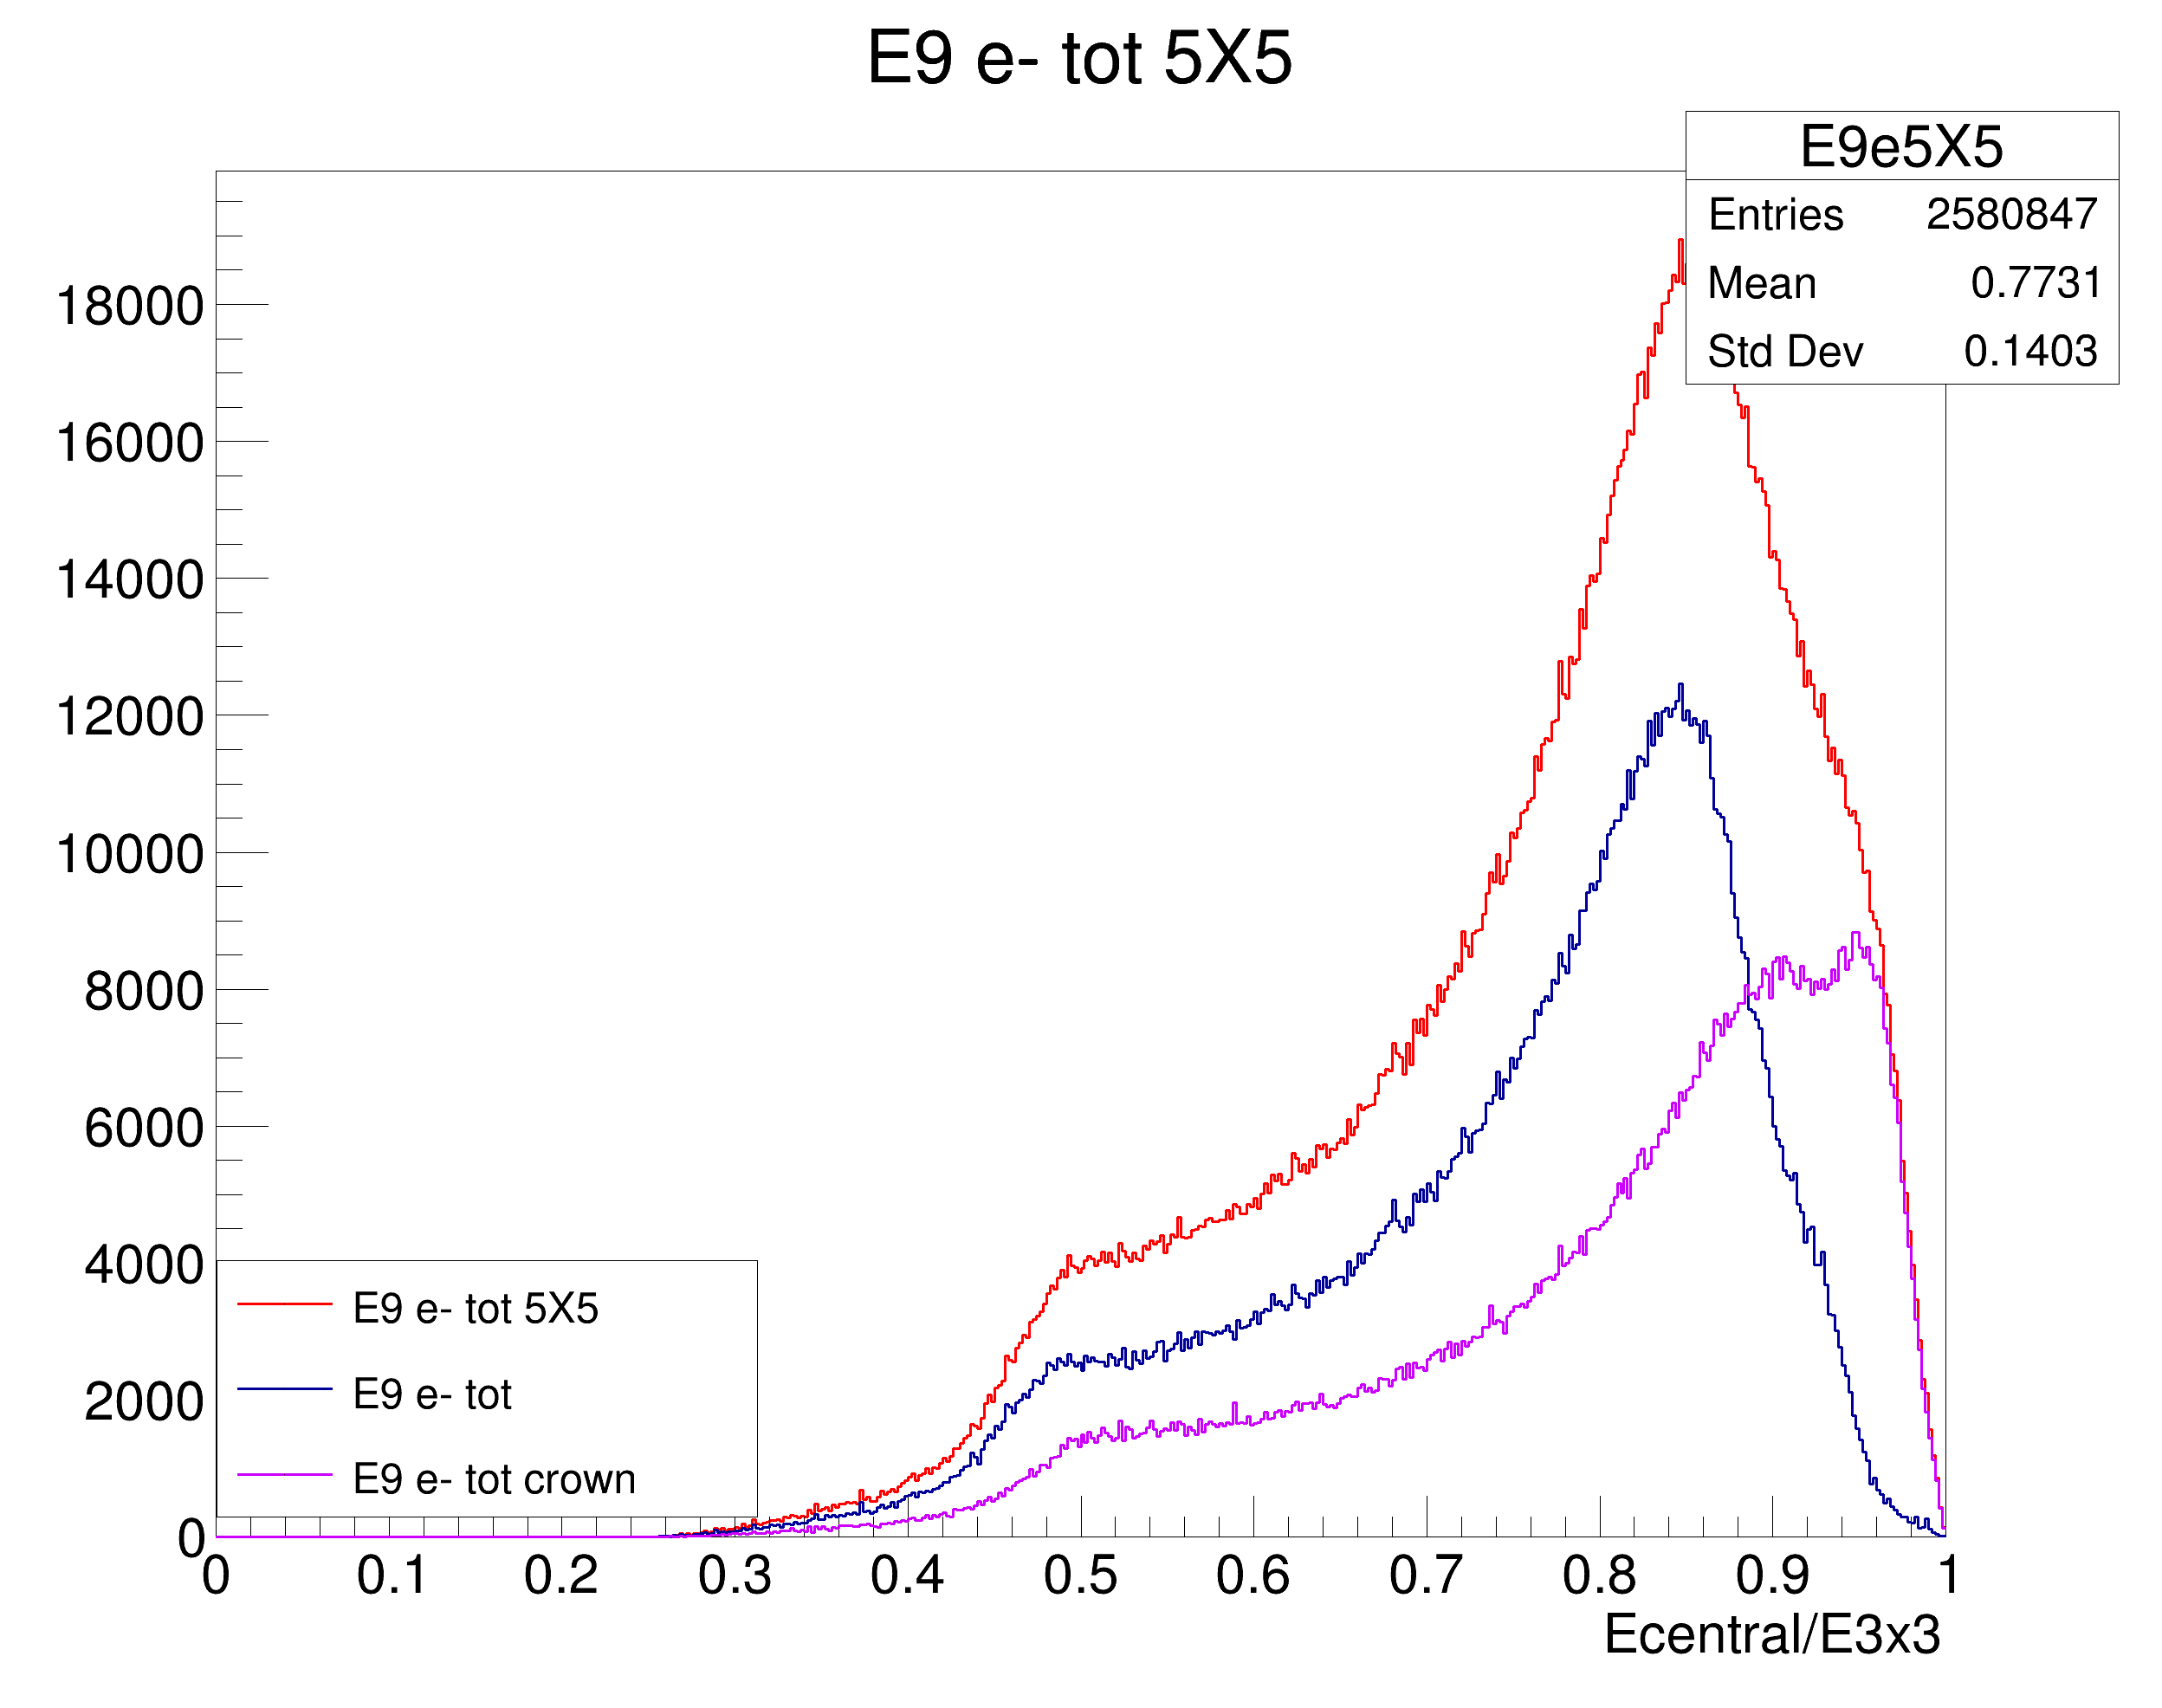 E9 e- tot 5X5
E9e5X5
Entries 2580847
Mean 0.7731
Std Dev 0.1403
18000
16000
14000
12000
10000
8000
6000
4000
2000
0
E9 e- tot 5X5
E9 e- tot
E9 e- tot crown
0 0.1 0.2 0.3 0.4 0.5 0.6 0.7 0.8 0.9 1
Ecentral/E3x3